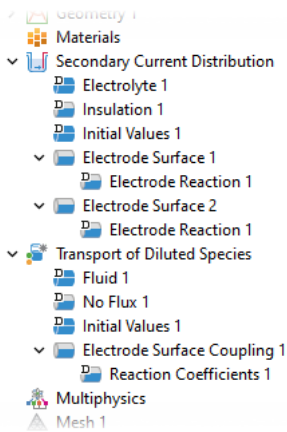 Geometry 1
Materials
Secondary Current Distribution
Electrolyte 1
Insulation 1
Initial Values 1
Electrode Surface 1
Electrode Reaction 1
Electrode Surface 2
Electrode Reaction 1
Transport of Diluted Species
Fluid 1
No Flux 1
Initial Values 1
Electrode Surface Coupling 1
Reaction Coefficients 1
Multiphysics
Mesh 1